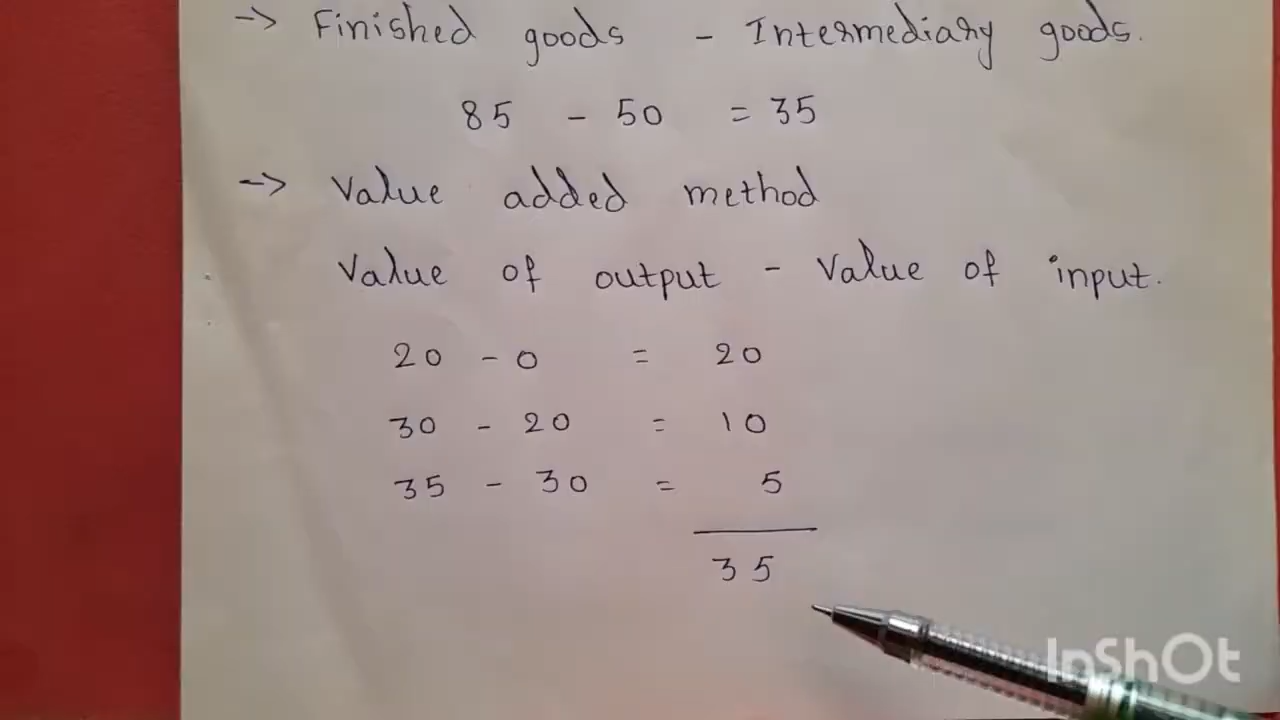 -> Finished goods - Intermediary goods.
85 - 50 = 35
-> Value added method
Value of output - Value of input.
20 - 0 = 20
30 - 20 = 10
35 - 30 = 5
35
InShOt